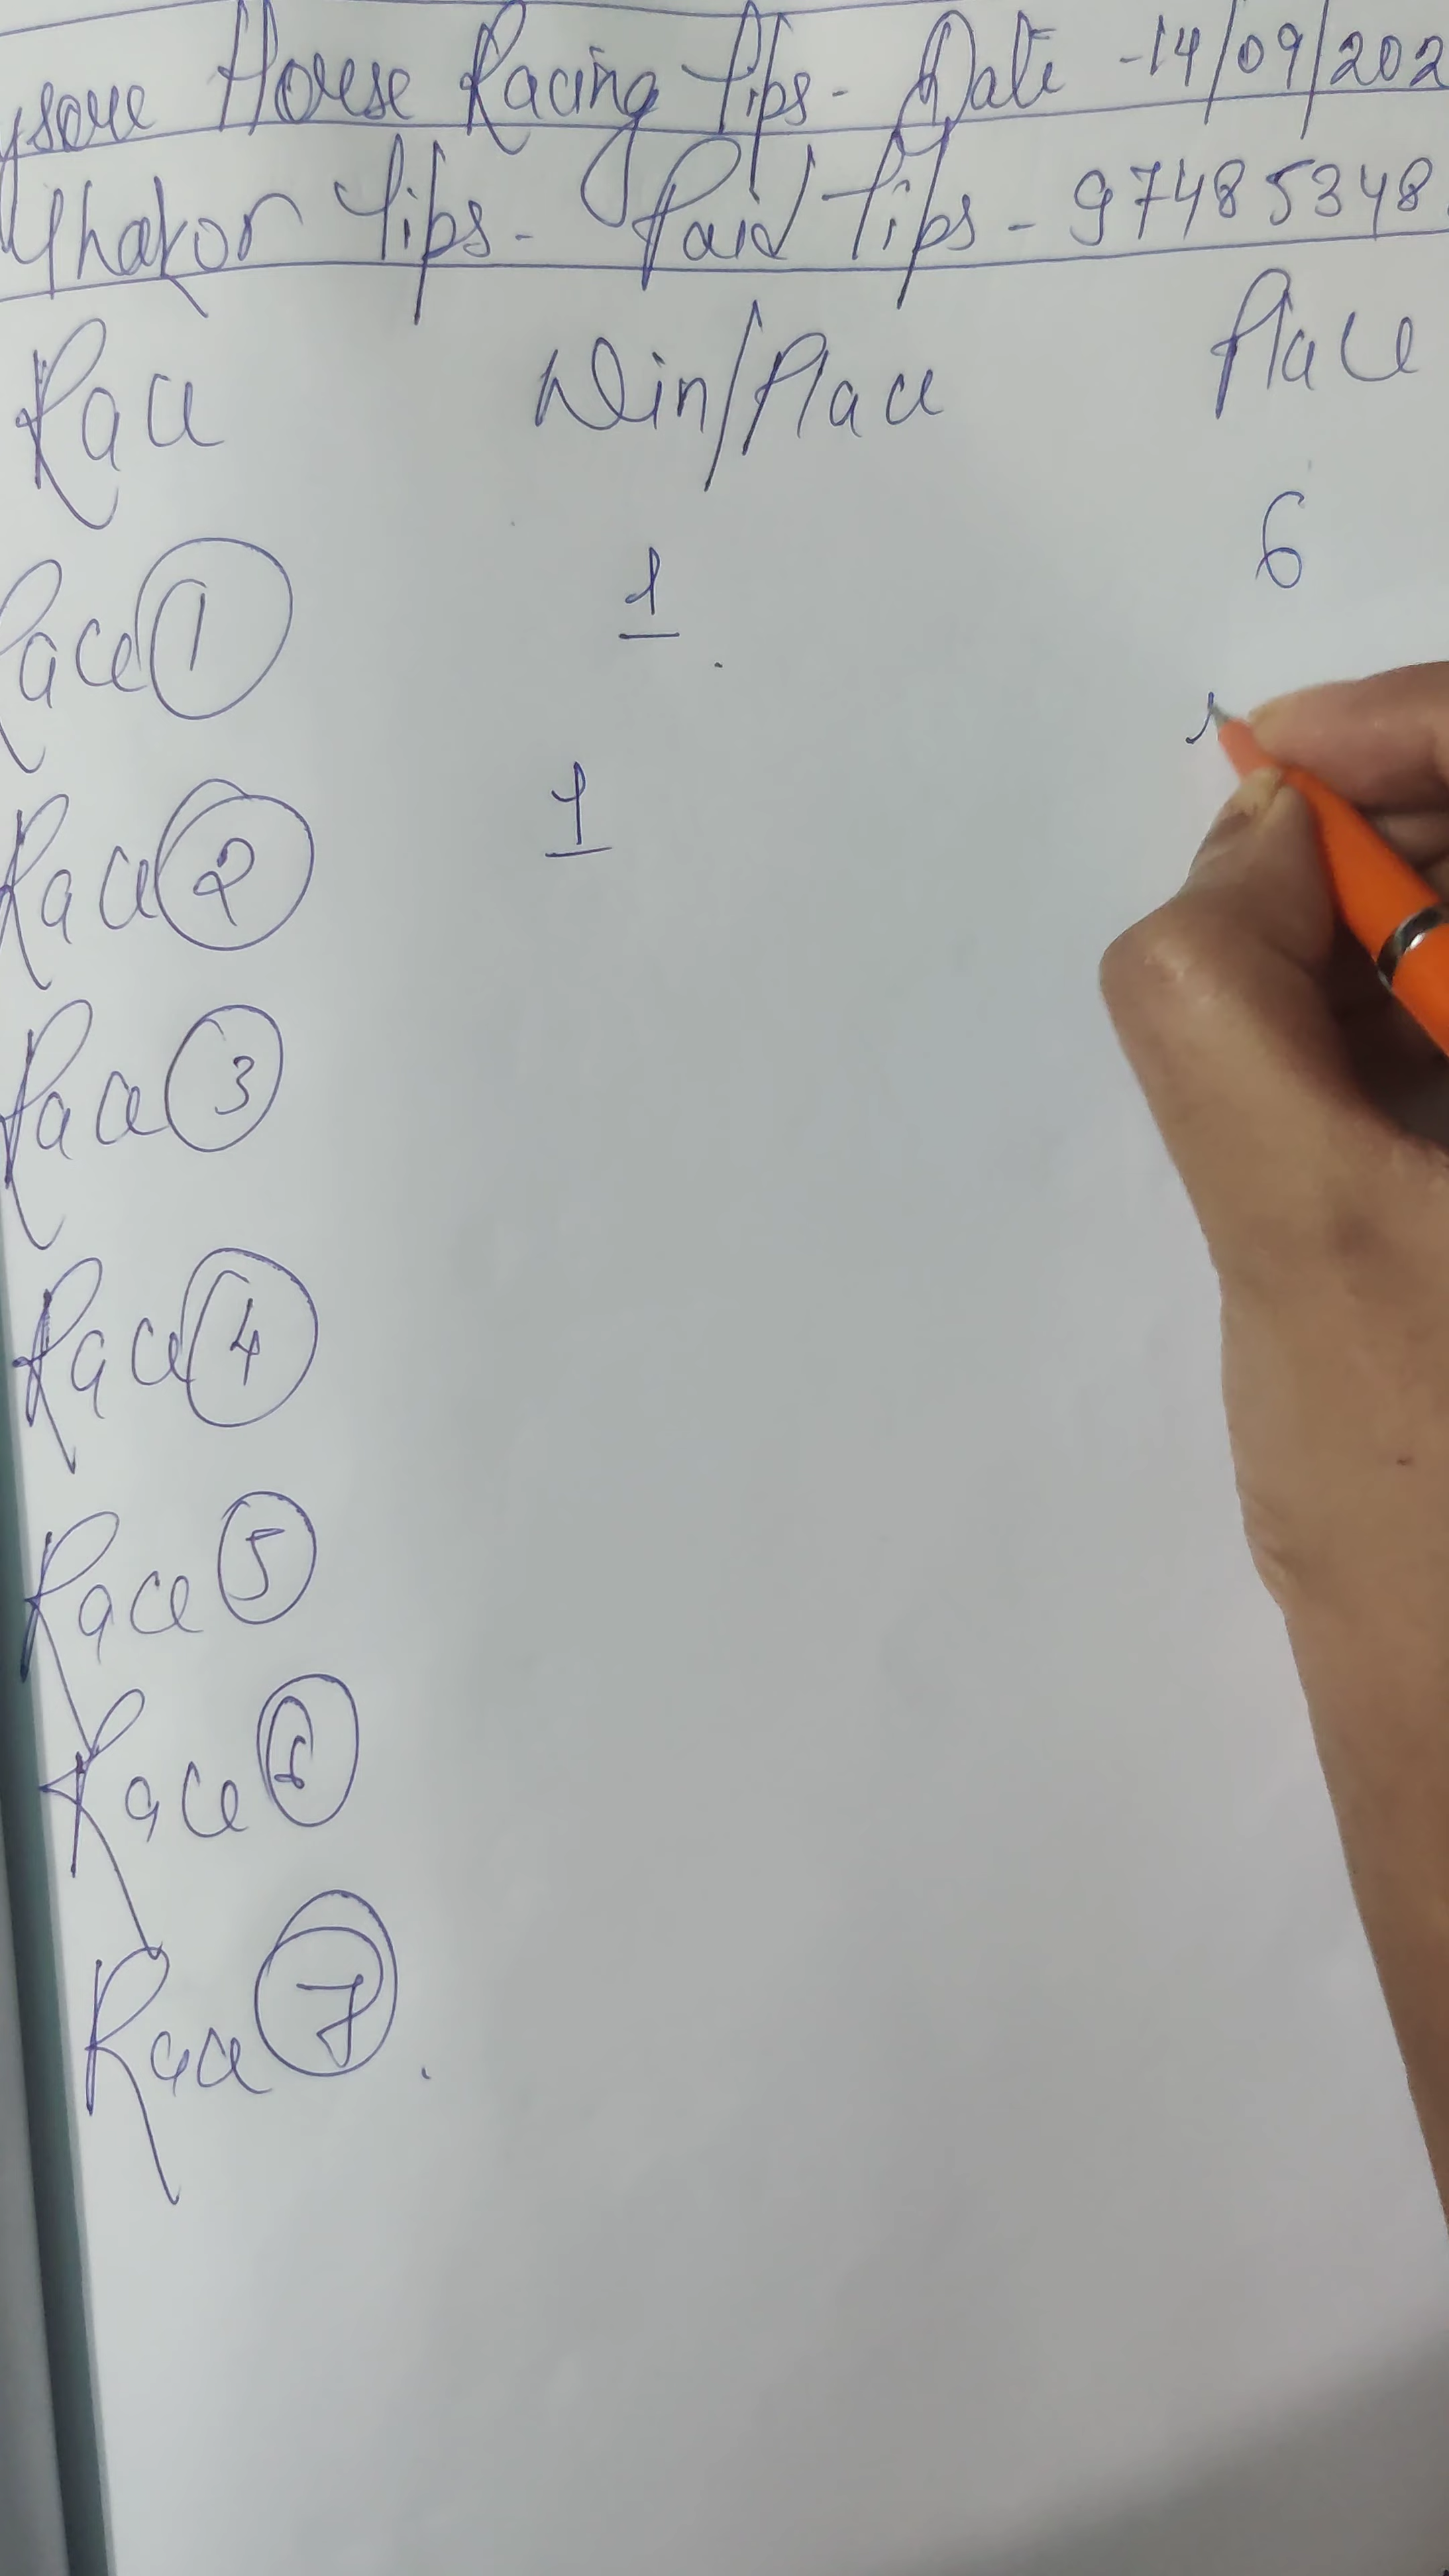 ysore Horse Racing Tips - Date - 14/09/202
Thakor Tips - Paid Tips - 97485348
Race Win/Place Place
Race 1 1 6
Race 2 1
Race 3
Race 4
Race 5
Race 6
Race 7